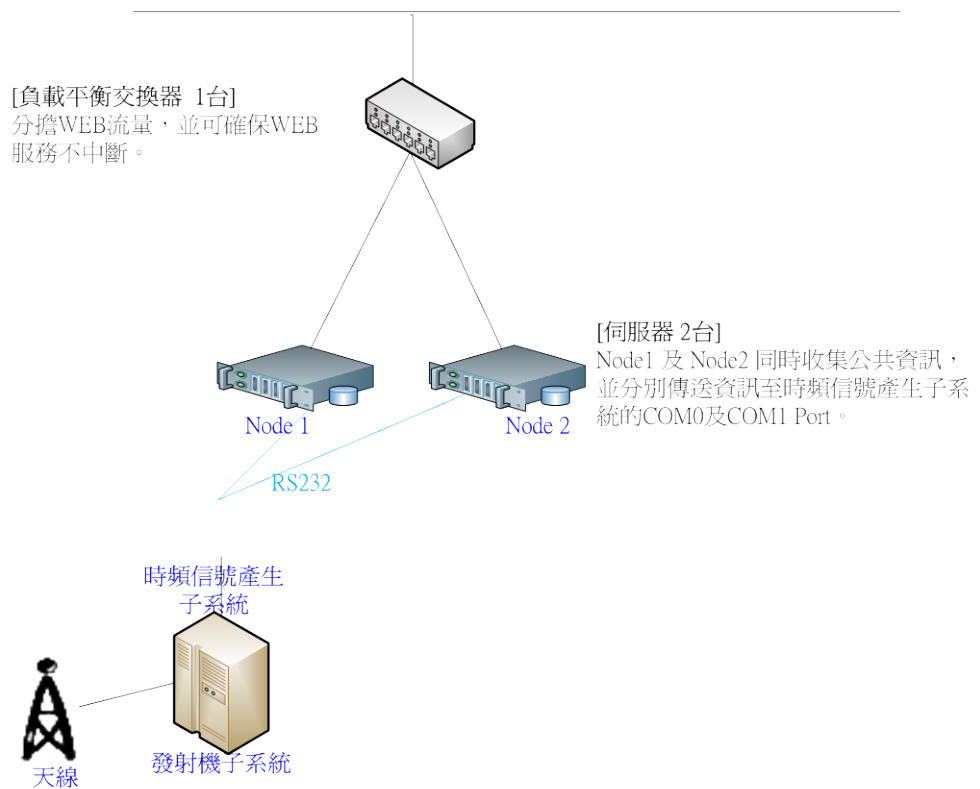 [負載平衡交換器 1台]
分擔WEB流量，並可確保WEB
服務不中斷。
[伺服器 2台]
Node1 及 Node2 同時收集公共資訊，
並分別傳送資訊至時頻信號產生子系
統的COM0及COM1 Port。
Node 1
Node 2
RS232
時頻信號產生
子系統
發射機子系統
天線